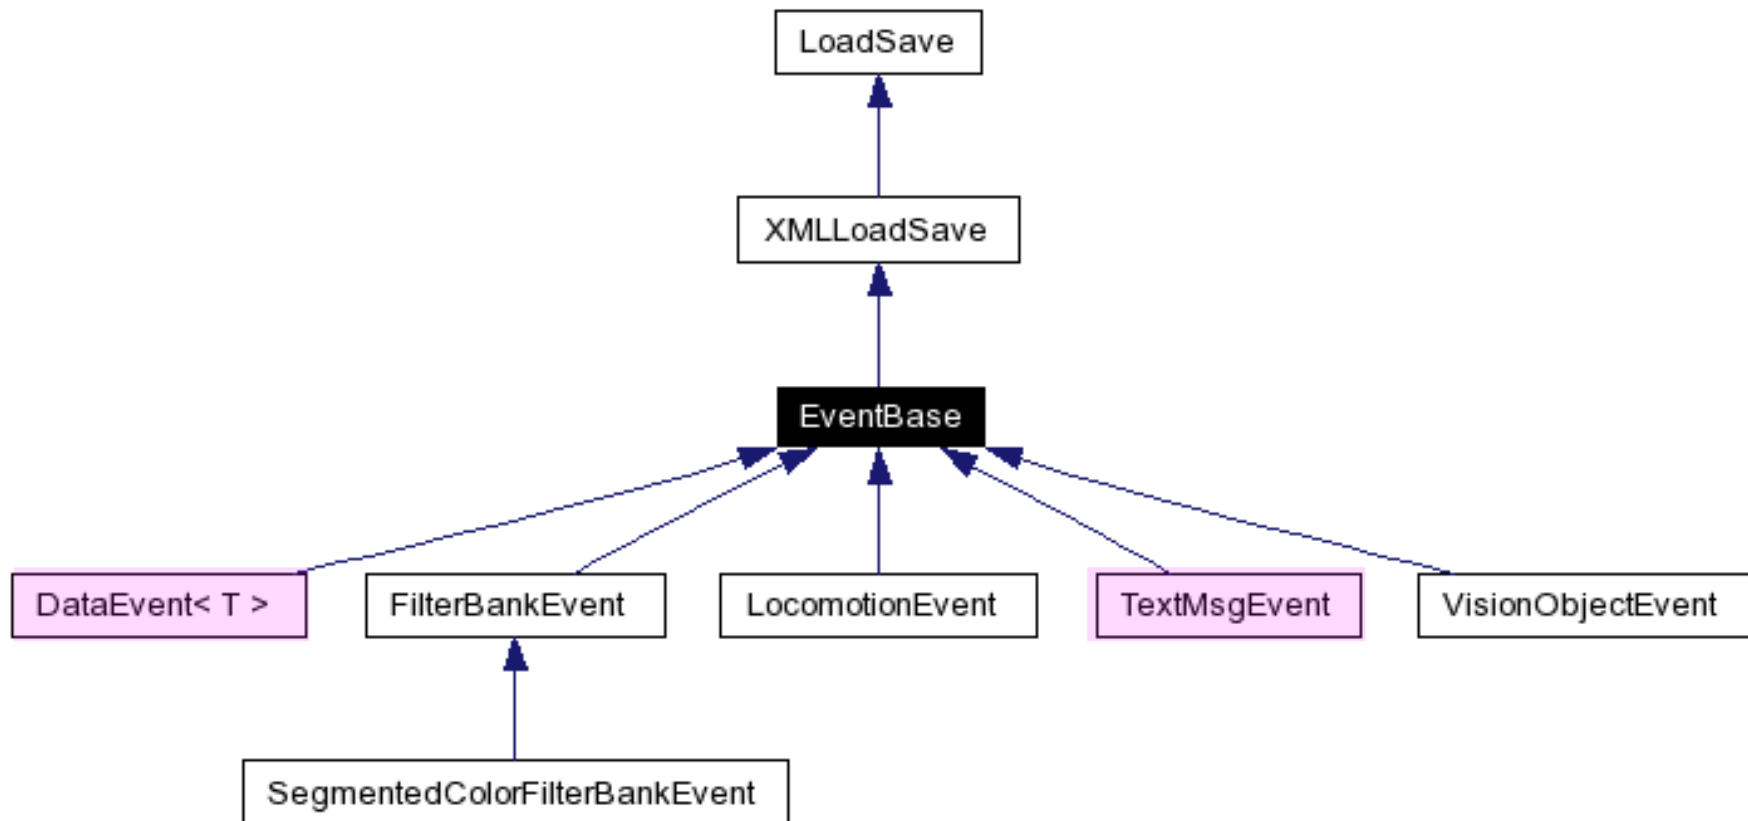 LoadSave
XMLLoadSave
EventBase
DataEvent< T >
FilterBankEvent
LocomotionEvent
TextMsgEvent
VisionObjectEvent
SegmentedColorFilterBankEvent